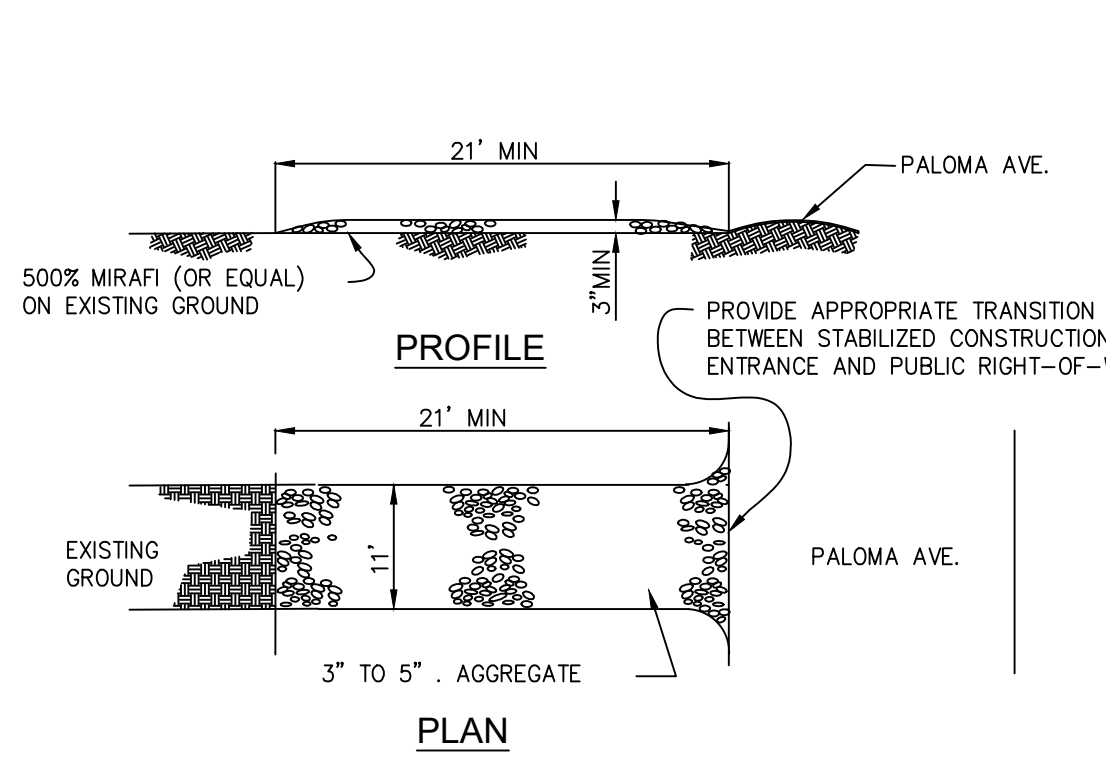 21' MIN
PALOMA AVE.
500% MIRAFI (OR EQUAL)
ON EXISTING GROUND
3"MIN
PROFILE
PROVIDE APPROPRIATE TRANSITION
BETWEEN STABILIZED CONSTRUCTION
ENTRANCE AND PUBLIC RIGHT-OF-
21' MIN
EXISTING
GROUND
11'
PALOMA AVE.
3" TO 5" . AGGREGATE
PLAN